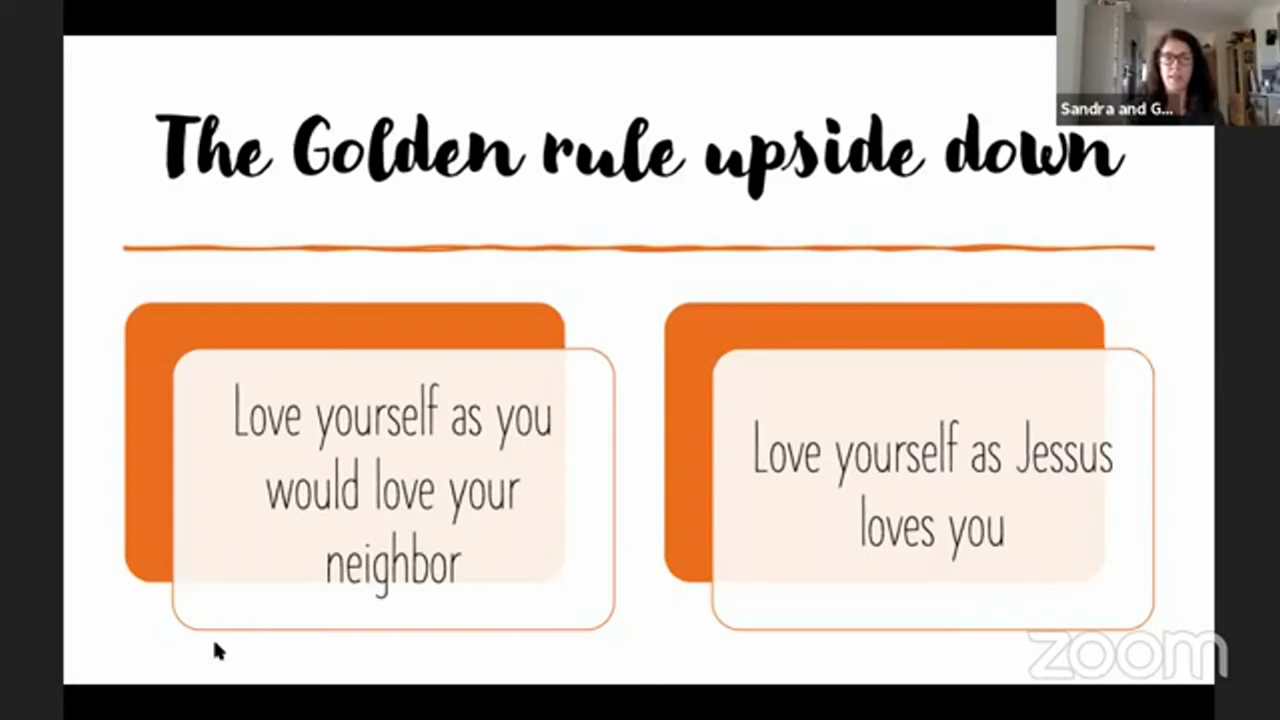 The Golden rule upside down
Sandra and G...
Love yourself as you
would love your
neighbor
Love yourself as Jessus
loves you
zoom